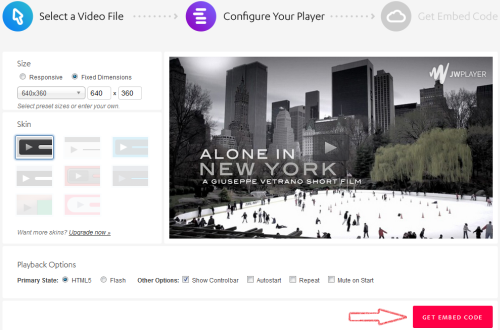 Select a Video File
Configure Your Player
Get Embed Code
Size
Responsive Fixed Dimensions
640x360 640 x 360
Select preset sizes or enter your own
Skin
Want more skins? Upgrade now »
JWPLAYER
ALONE IN
NEW YORK
A GIUSEPPE VETRANO SHORT FILM
Playback Options
Primary State: HTML5 Flash Other Options: Show Controlbar Autostart Repeat Mute on Start
GET EMBED CODE